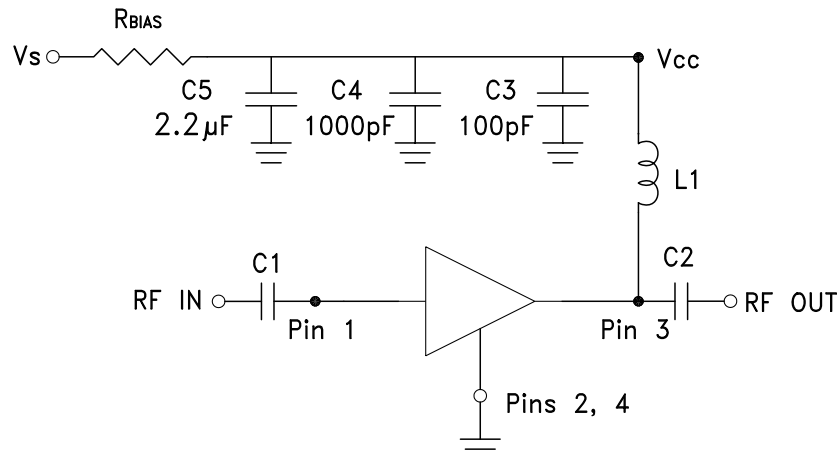 RBIAS
Vs
Vcc
C5
2.2µF
C4
1000pF
C3
100pF
L1
C1
C2
RF IN
RF OUT
Pin 1
Pin 3
Pins 2, 4